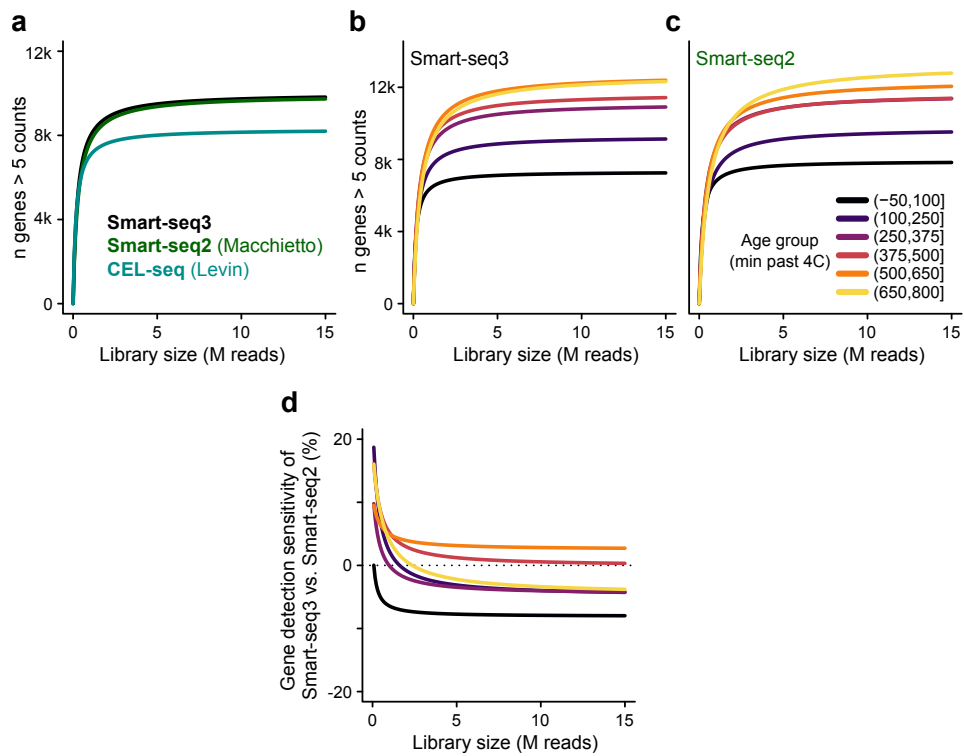 a
n genes > 5 counts
12k
8k
4k
0
Smart-seq3
Smart-seq2 (Macchietto)
CEL-seq (Levin)
0 5 10 15
Library size (M reads)
b
Smart-seq3
n genes > 5 counts
12k
8k
4k
0
0 5 10 15
Library size (M reads)
c
Smart-seq2
Age group
(min past 4C)
(−50,100]
(100,250]
(250,375]
(375,500]
(500,650]
(650,800]
0 5 10 15
Library size (M reads)
d
Gene detection sensitivity of
Smart-seq3 vs. Smart-seq2 (%)
20
0
-20
0 5 10 15
Library size (M reads)